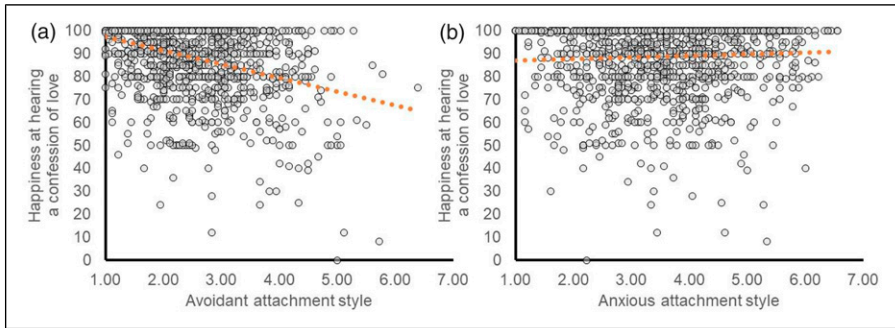 (a)
Happiness at hearing
a confession of love
100
90
80
70
60
50
40
30
20
10
0
1.00 2.00 3.00 4.00 5.00 6.00 7.00
Avoidant attachment style
(b)
Happiness at hearing
a confession of love
100
90
80
70
60
50
40
30
20
10
0
1.00 2.00 3.00 4.00 5.00 6.00 7.00
Anxious attachment style